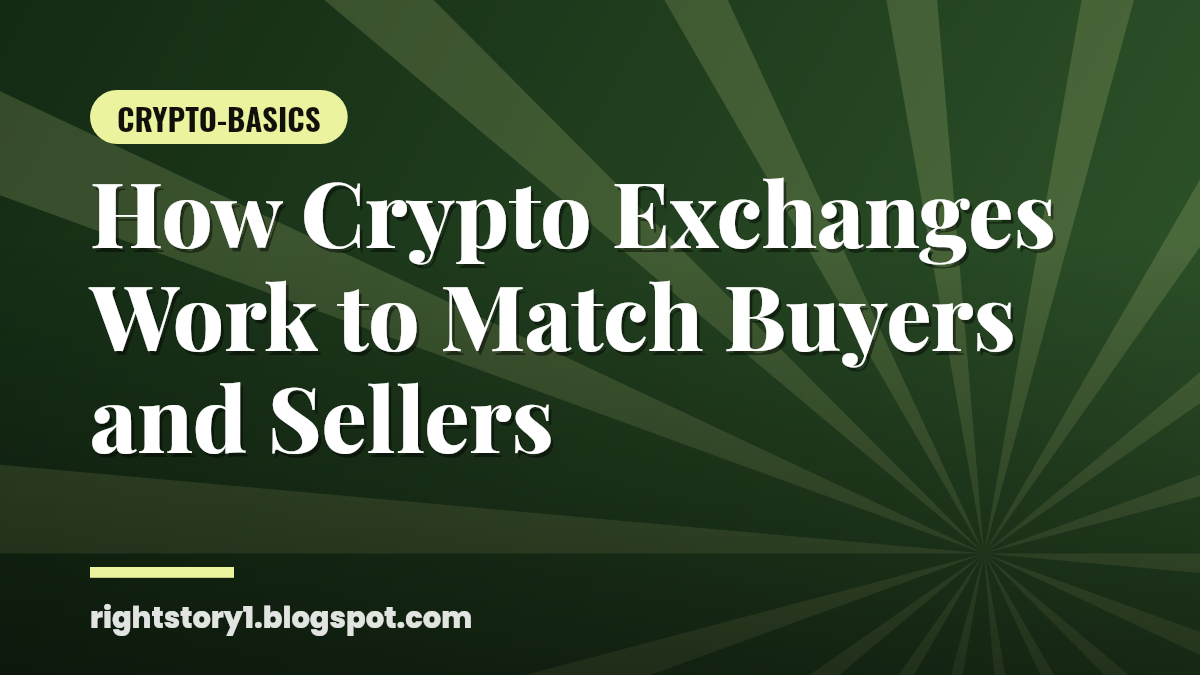 CRYPTO-BASICS
How Crypto Exchanges
Work to Match Buyers
and Sellers
rightstory1.blogspot.com